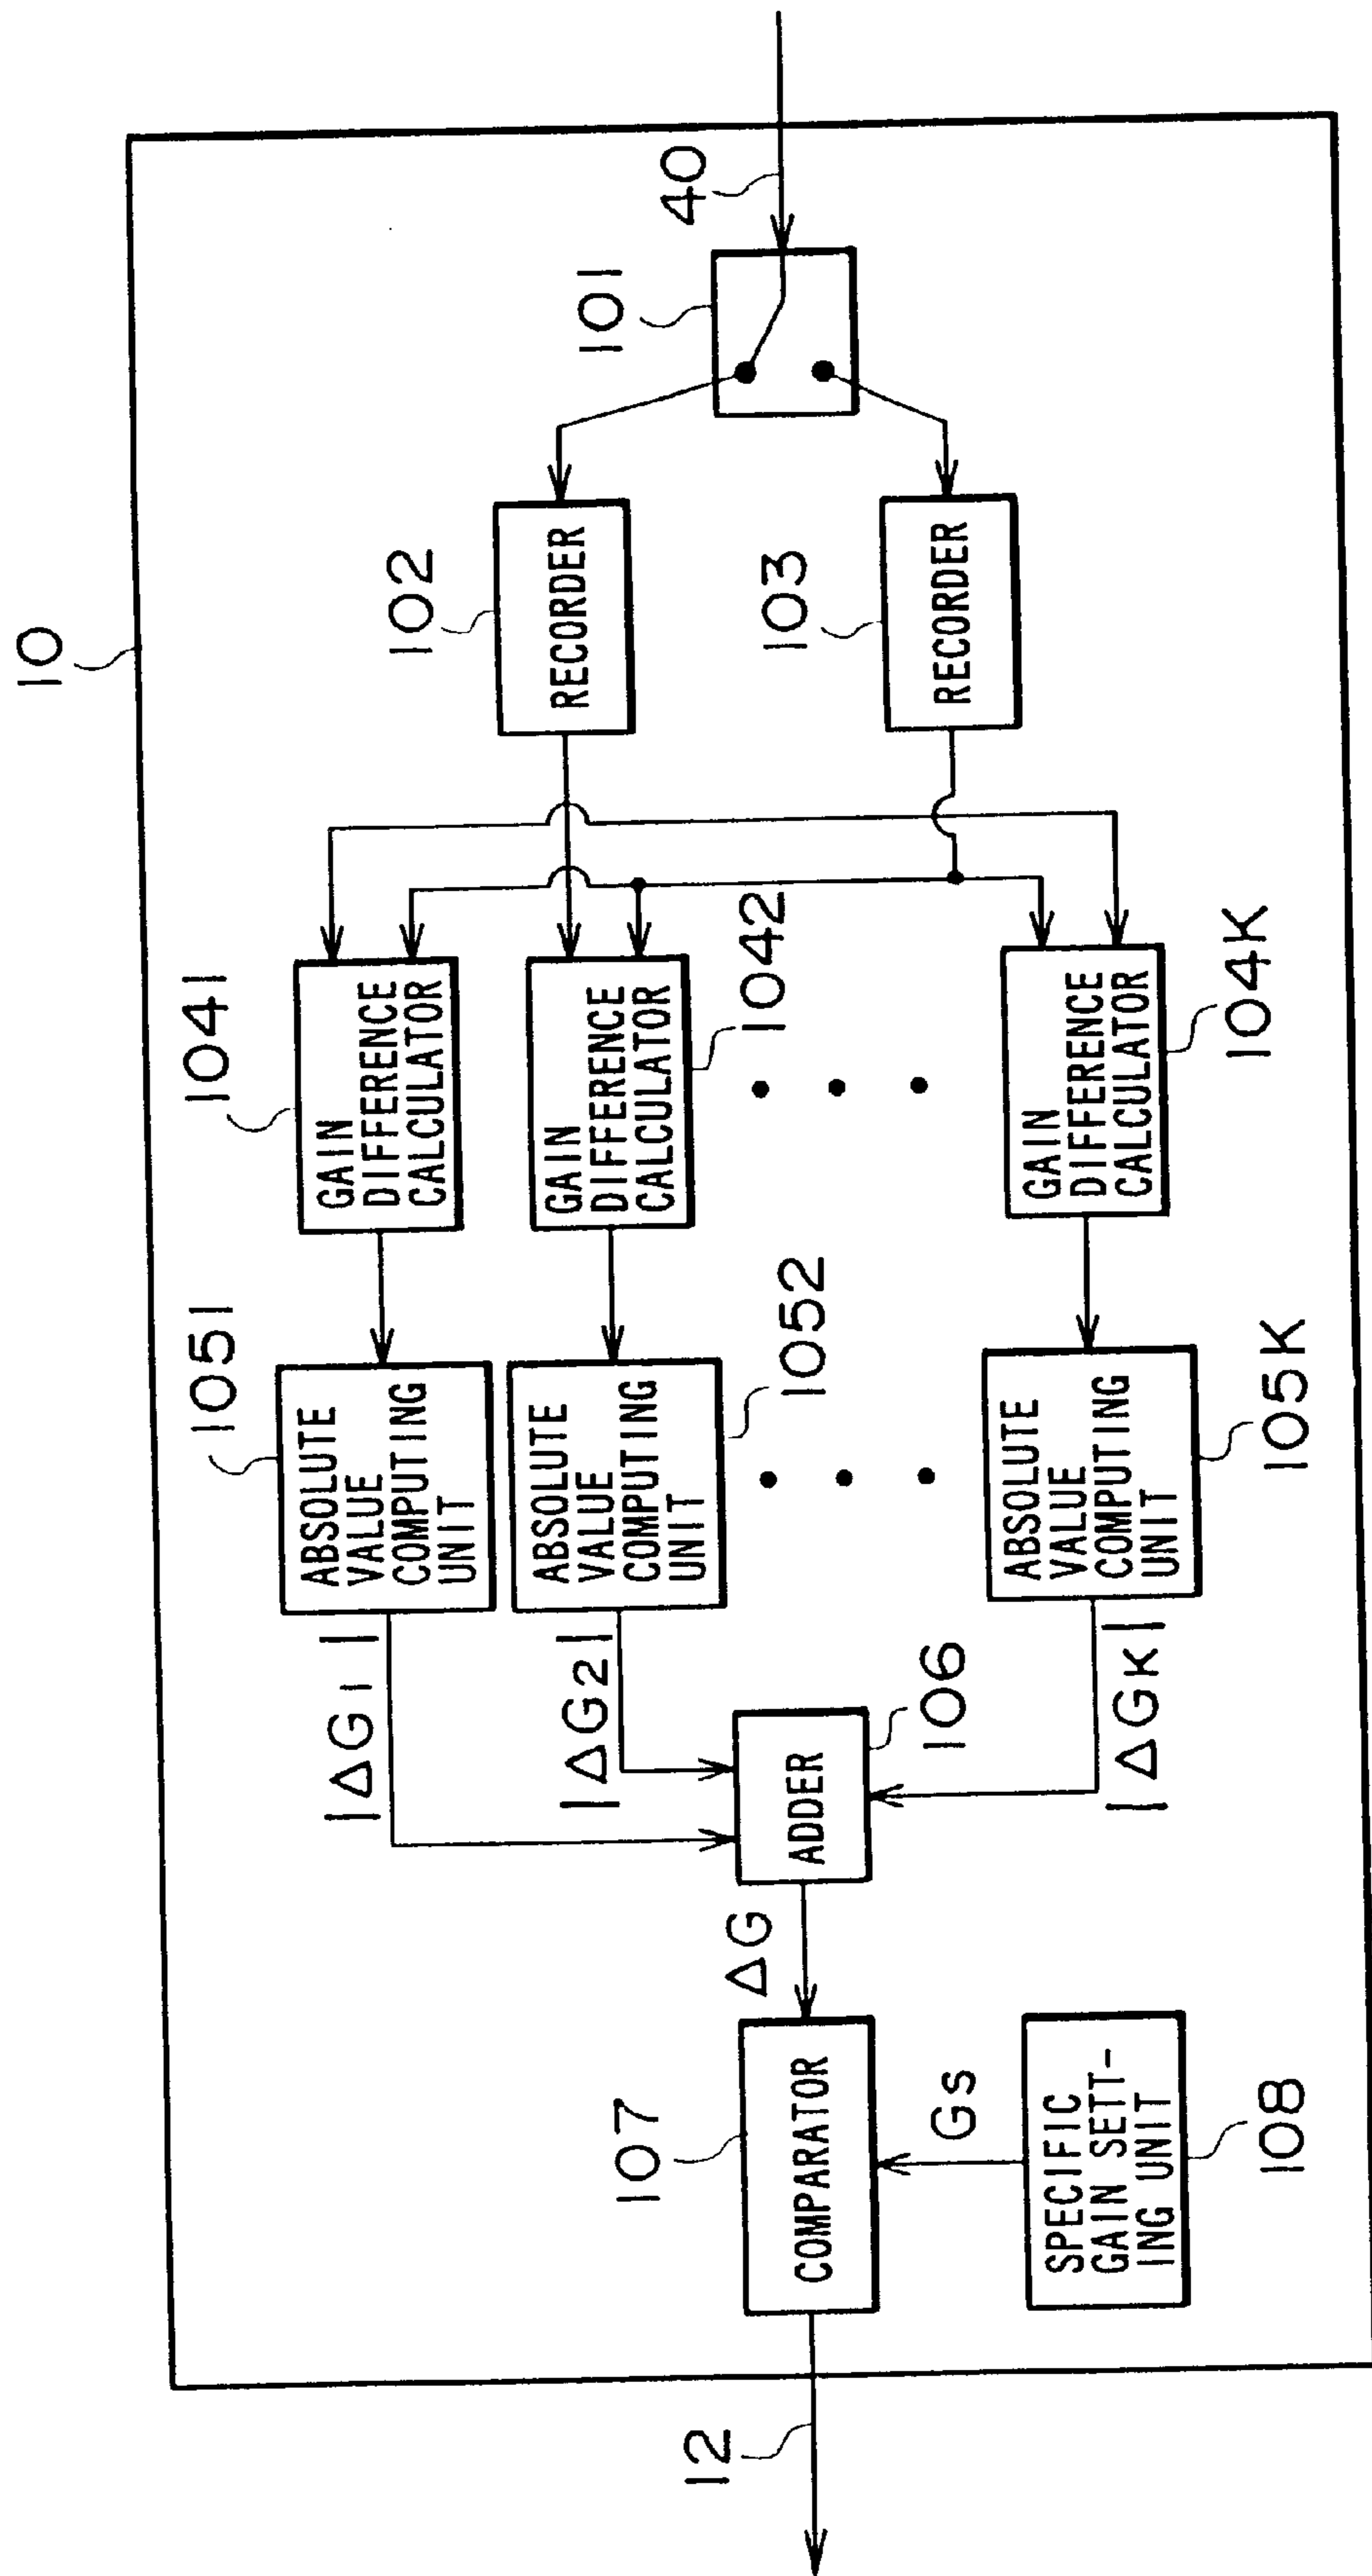 10
40
101
102
RECORDER
103
RECORDER
1041
GAIN
DIFFERENCE
CALCULATOR
1042
GAIN
DIFFERENCE
CALCULATOR
104K
GAIN
DIFFERENCE
CALCULATOR
1051
ABSOLUTE
VALUE
COMPUTING
UNIT
1052
ABSOLUTE
VALUE
COMPUTING
UNIT
105K
ABSOLUTE
VALUE
COMPUTING
UNIT
|ΔG1|
|ΔG2|
|ΔGK|
106
ADDER
ΔG
107
COMPARATOR
Gs
SPECIFIC
GAIN SETT-
ING UNIT
108
12